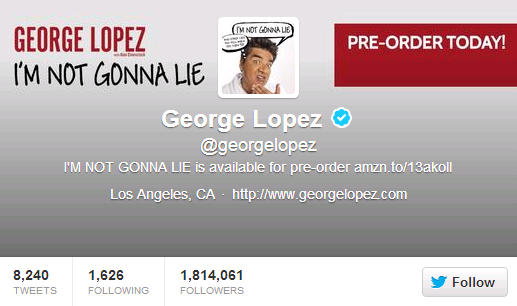 GEORGE LOPEZ
I'M NOT GONNA LIE
PRE-ORDER TODAY!
I'M NOT GONNA LIE
George Lopez
@georgelopez
I'M NOT GONNA LIE is available for pre-order amzn.to/13akoll
Los Angeles, CA · http://www.georgelopez.com
8,240
TWEETS
1,626
FOLLOWING
1,814,061
FOLLOWERS
Follow